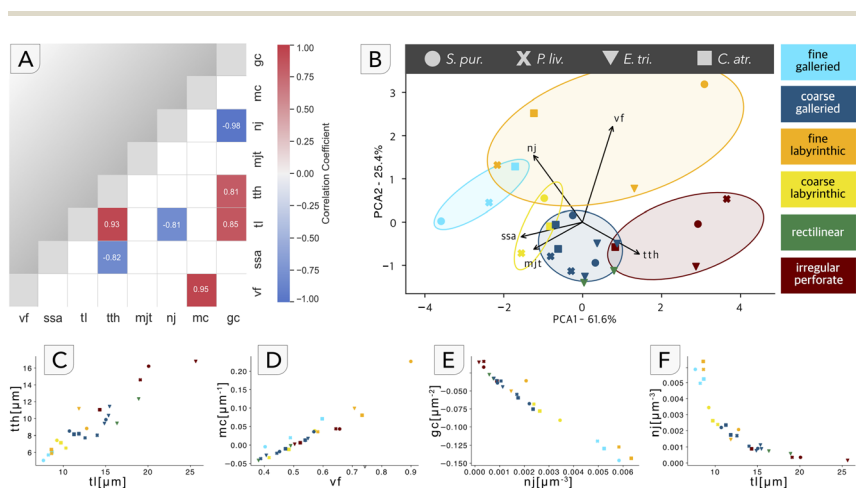 A
1.00
0.75
0.50
0.25
0.00
−0.25
−0.50
−0.75
−1.00
Correlation Coefficient
gc
mc
nj
mjt
tth
tl
ssa
vf
-0.98
0.81
0.93
-0.81
0.85
-0.82
0.95
vf ssa tl tth mjt nj mc gc
B
S. pur. P. liv. E. tri. C. atr.
PCA2 - 25.4%
3
2
1
0
−1
−4 −2 0 2 4
PCA1 - 61.6%
vf
nj
ssa
mjt
tth
fine
galleried
coarse
galleried
fine
labyrinthic
coarse
labyrinthic
rectilinear
irregular
perforate
C
tth[µm]
16
14
12
10
8
6
10 15 20 25
tl[µm]
D
mc[µm⁻¹]
0.20
0.15
0.10
0.05
0.00
−0.05
0.4 0.5 0.6 0.7 0.8 0.9
vf
E
gc[µm⁻²]
−0.050
−0.075
−0.100
−0.125
−0.150
0.000 0.001 0.002 0.003 0.004 0.005 0.006
nj[µm⁻³]
F
nj[µm⁻³]
0.005
0.004
0.003
0.002
0.001
0.000
10 15 20 25
tl[µm]